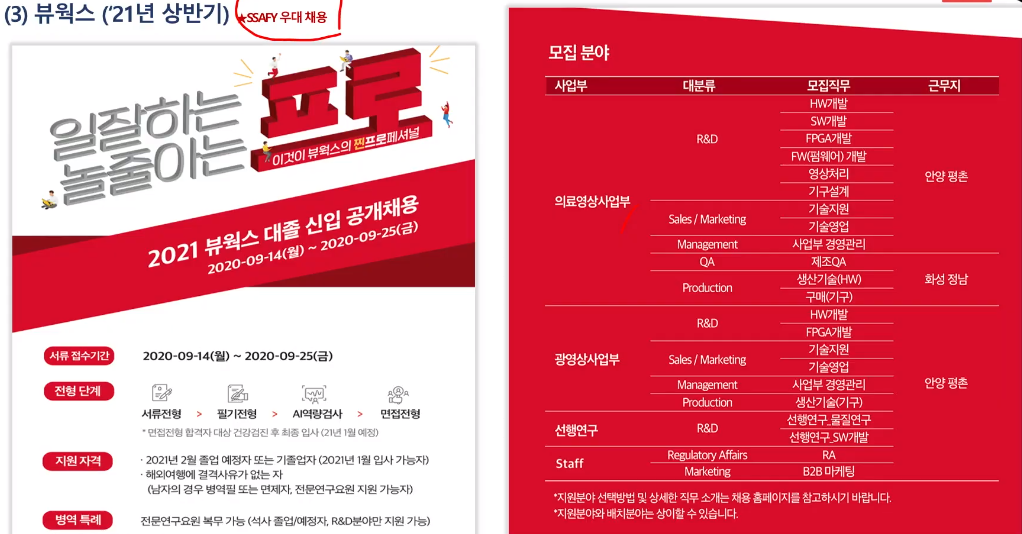 (3) 뷰웍스 ('21년 상반기) ★SSAFY 우대 채용
일잘하는
놀줄아는
프로
이것이 뷰웍스의 찐프로페셔널
2021 뷰웍스 대졸 신입 공개채용
2020-09-14(월) ~ 2020-09-25(금)
서류 접수기간 2020-09-14(월) ~ 2020-09-25(금)
전형 단계
서류전형 > 필기전형 > AI역량검사 > 면접전형
* 면접전형 합격자 대상 건강검진 후 최종 입사 (21년 1월 예정)
지원 자격 · 2021년 2월 졸업 예정자 또는 기졸업자 (2021년 1월 입사 가능자)
· 해외여행에 결격사유가 없는 자
(남자의 경우 병역필 또는 면제자, 전문연구요원 지원 가능자)
병역 특례 전문연구요원 복무 가능 (석사 졸업/예정자, R&D분야만 지원 가능)
모집 분야
사업부 대분류 모집직무 근무지
의료영상사업부 R&D HW개발 안양 평촌
SW개발
FPGA개발
FW(펌웨어) 개발
영상처리
기구설계
Sales / Marketing 기술지원
기술영업
Management 사업부 경영관리
QA 제조QA 화성 정남
Production 생산기술(HW)
구매(기구)
광영상사업부 R&D HW개발 안양 평촌
FPGA개발
Sales / Marketing 기술지원
기술영업
Management 사업부 경영관리
Production 생산기술(기구)
선행연구 R&D 선행연구_물질연구
선행연구_SW개발
Staff Regulatory Affairs RA
Marketing B2B 마케팅
*지원분야 선택방법 및 상세한 직무 소개는 채용 홈페이지를 참고하시기 바랍니다.
*지원분야와 배치분야는 상이할 수 있습니다.